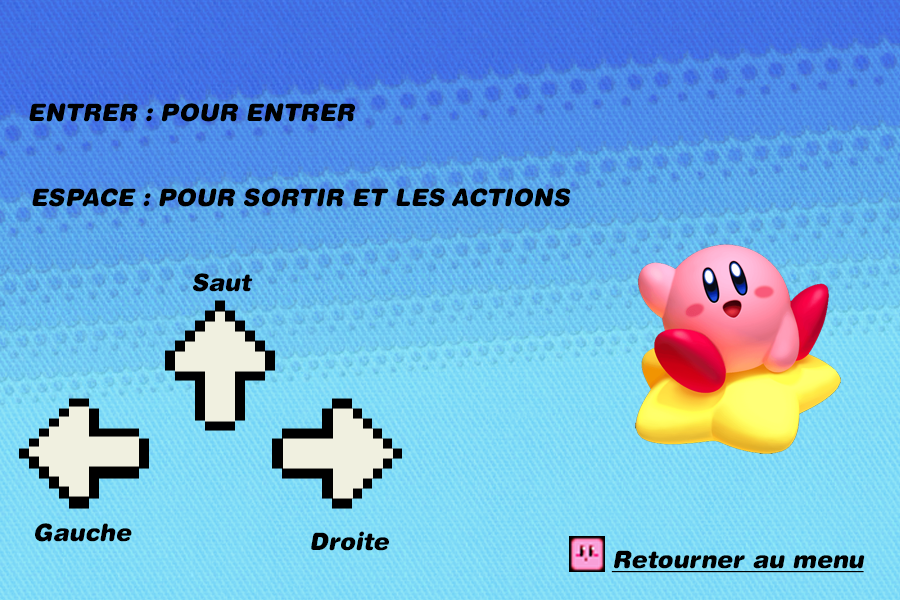 ENTRER : POUR ENTRER
ESPACE : POUR SORTIR ET LES ACTIONS
Saut
Gauche
Droite
Retourner au menu